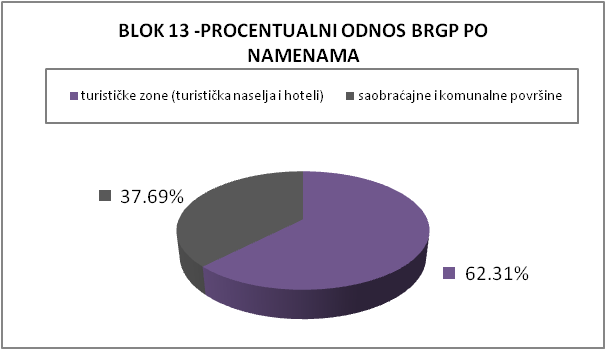 BLOK 13 -PROCENTUALNI ODNOS BRGP PO
NAMENAMA
turističke zone (turistička naselja i hoteli) saobraćajne i komunalne površine
37.69%
62.31%